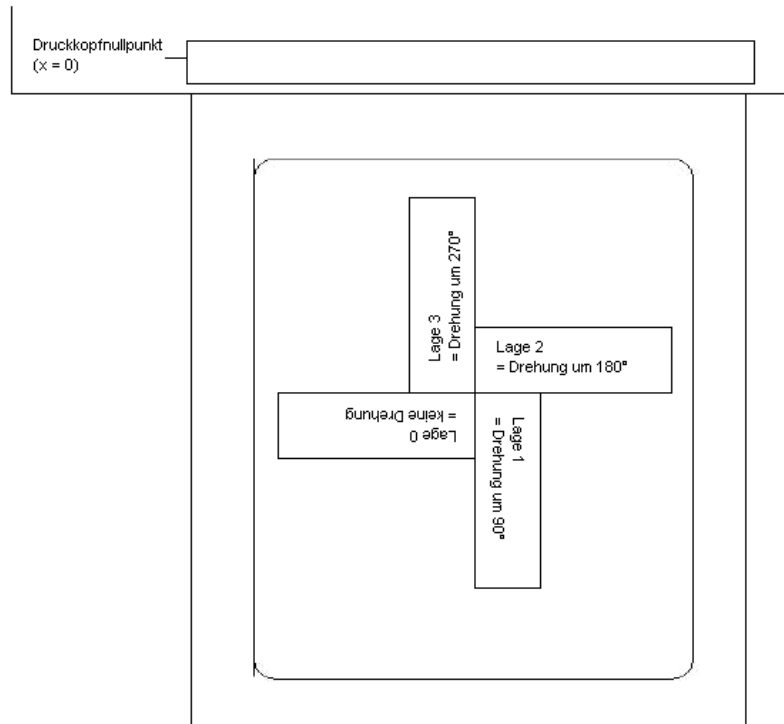 Druckkopfnullpunkt
(x = 0)
Lage 3
= Drehung um 270°
Lage 2
= Drehung um 180°
Lage 0
= keine Drehung
Lage 1
= Drehung um 90°